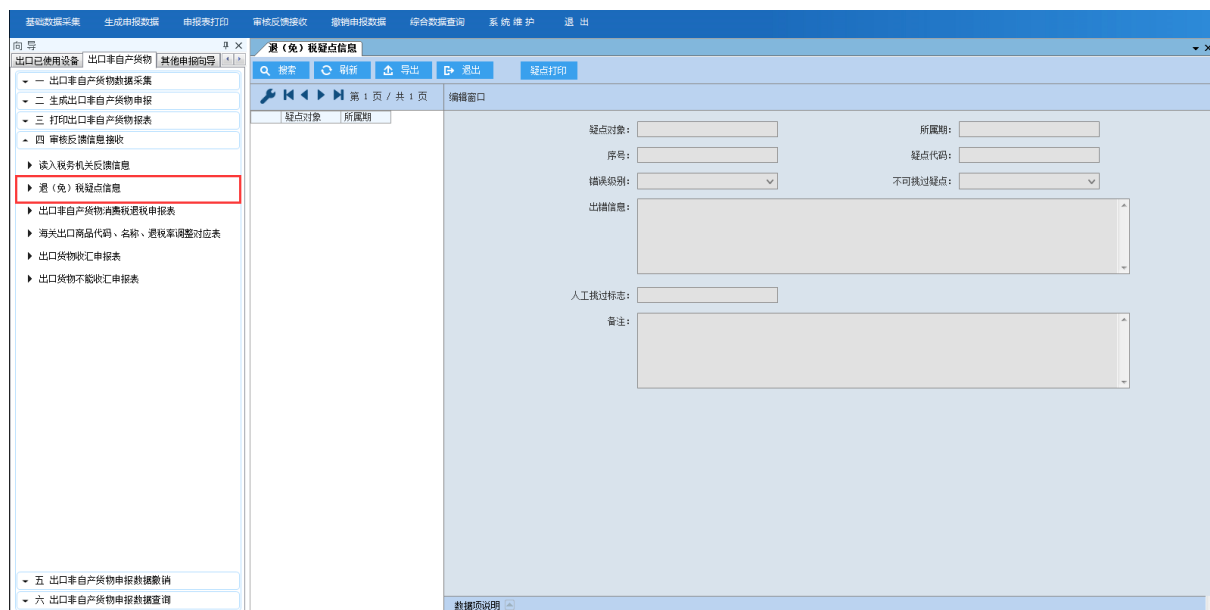 基础数据采集 生成申报数据 申报表打印 审核反馈接收 撤销申报数据 综合数据查询 系统维护 退出
向导
出口已使用设备 出口非自产货物 其他申报向导
一 出口非自产货物数据采集
二 生成出口非自产货物申报
三 打印出口非自产货物报表
四 审核反馈信息接收
读入税务机关反馈信息
退（免）税疑点信息
出口非自产货物消费税退税申报表
海关出口商品代码、名称、退税率调整对应表
出口货物收汇申报表
出口货物不能收汇申报表
五 出口非自产货物申报数据撤销
六 出口非自产货物申报数据查询
退（免）税疑点信息
搜索 刷新 导出 退出 疑点打印
第 1 页 / 共 1 页
疑点对象 所属期
编辑窗口
疑点对象： 所属期：
序号： 疑点代码：
错误级别： 不可挑过疑点：
出错信息：
人工挑过标志：
备注：
数据项说明